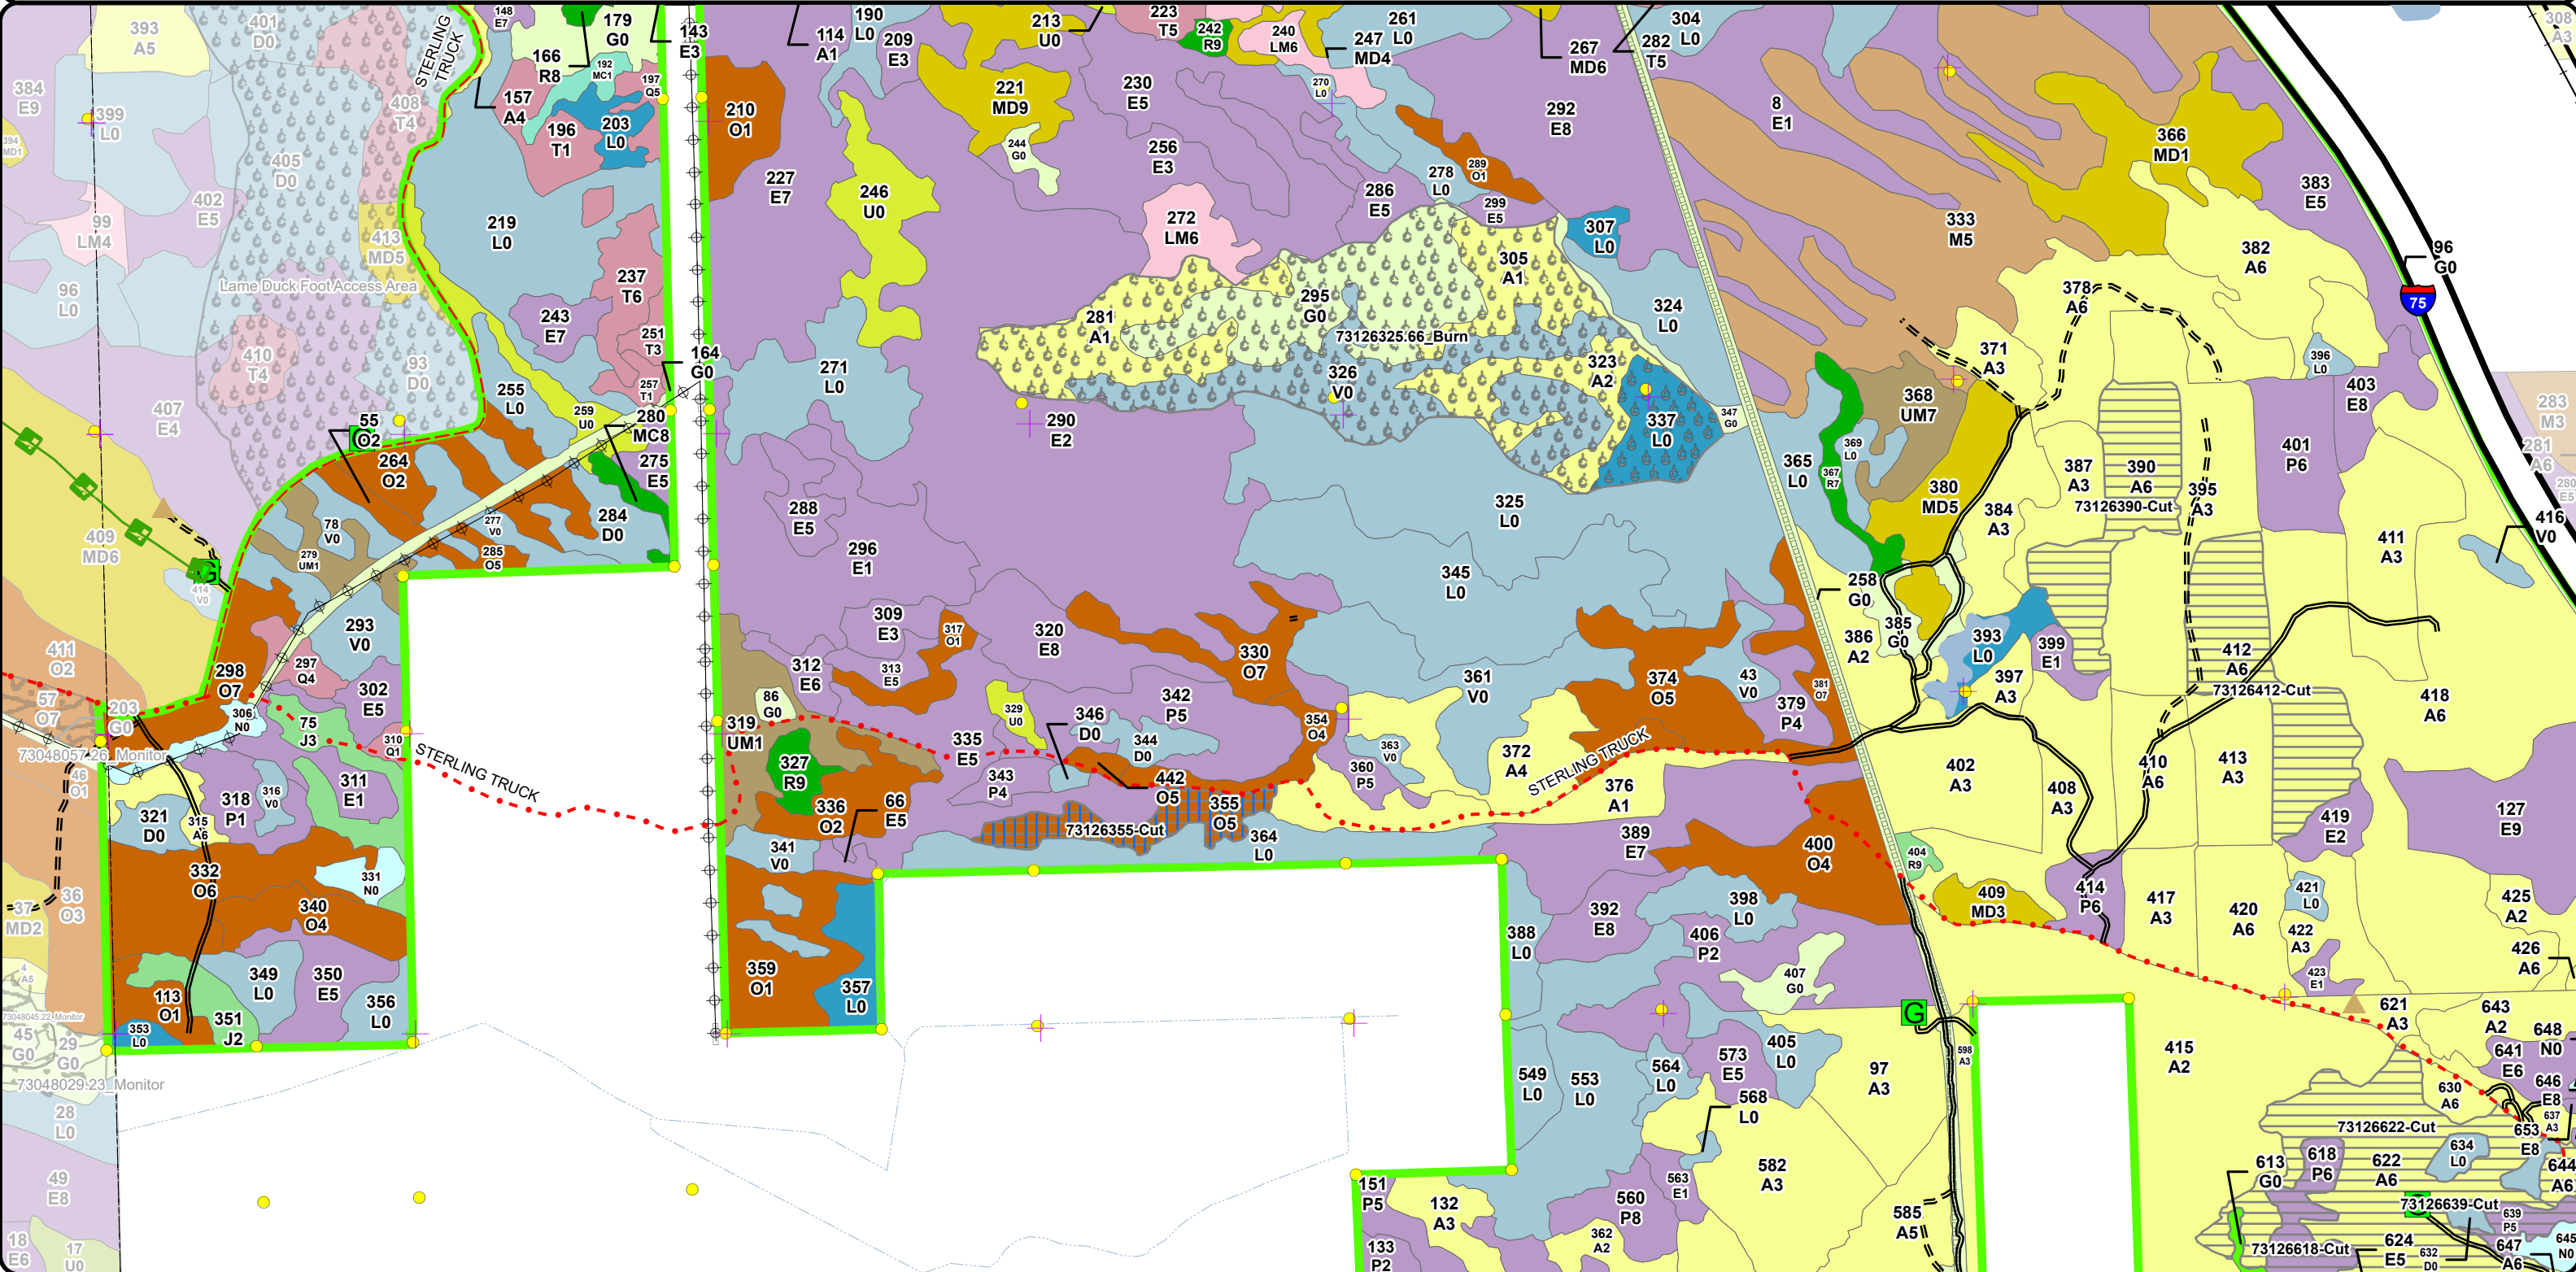 393
A5
401
D0
STERLING
TRUCK
148
E7
179
G0
143
E3
166
R8
192
MC1
197
Q5
157
A4
196
T1
203
L0
384
E9
399
L0
394
MD1
408
T4
405
D0
402
E5
99
LM4
413
MD5
96
L0
Lame Duck Foot Access Area
410
T4
93
D0
407
E4
219
L0
237
T6
243
E7
251
T3
164
G0
257
T1
255
L0
259
U0
280
MC8
55
O2
264
O2
275
E5
284
D0
277
V0
285
O5
78
V0
279
UM1
409
MD6
G
414
V0
293
V0
411
O2
298
O7
297
Q4
302
E5
57
O7
203
G0
306
N0
75
J3
310
Q1
73048057.26_Monitor
46
O1
STERLING TRUCK
311
E1
318
P1
316
V0
321
D0
315
A6
332
O6
331
N0
340
O4
37
MD2
36
O3
4
A5
349
L0
350
E5
356
L0
113
O1
351
J2
353
L0
73048045.22_Monitor
45
G0
29
G0
73048029.23_Monitor
28
L0
49
E8
18
E6
17
U0
114
A1
190
L0
209
E3
213
U0
223
T5
242
R9
240
LM6
247
MD4
261
L0
267
MD6
282
T5
304
L0
210
O1
227
E7
246
U0
221
MD9
244
G0
230
E5
256
E3
270
L0
292
E8
278
L0
289
O1
286
E5
299
E5
272
LM6
307
L0
305
A1
295
G0
281
A1
73126325.66_Burn
324
L0
323
A2
326
V0
337
L0
347
G0
271
L0
290
E2
288
E5
296
E1
325
L0
345
L0
309
E3
317
O1
320
E8
330
O7
312
E6
313
E5
86
G0
319
UM1
329
U0
342
P5
346
D0
344
D0
335
E5
343
P4
354
O4
361
V0
363
V0
360
P5
372
A4
374
O5
43
V0
379
P4
381
O7
STERLING TRUCK
376
A1
327
R9
336
O2
66
E5
442
O5
355
O5
73126355-Cut
364
L0
341
V0
359
O1
357
L0
389
E7
400
O4
388
L0
392
E8
398
L0
406
P2
407
G0
549
L0
553
L0
564
L0
573
E5
405
L0
568
L0
97
A3
582
A3
563
E1
560
P8
585
A5
151
P5
132
A3
362
A2
133
P2
8
E1
366
MD1
383
E5
333
M5
382
A6
96
G0
75
308
A3
378
A6
371
A3
396
L0
403
E8
283
M3
281
A6
280
E5
368
UM7
365
L0
367
R7
369
L0
380
MD5
387
A3
390
A6
73126390-Cut
395
A3
384
A3
401
P6
411
A3
416
V0
258
G0
385
G0
386
A2
393
L0
399
E1
397
A3
412
A6
73126412-Cut
418
A6
402
A3
408
A3
410
A6
413
A3
419
E2
127
E9
404
R9
409
MD3
414
P6
417
A3
420
A6
421
L0
422
A3
423
E1
425
A2
426
A6
G
598
A3
415
A2
621
A3
643
A2
648
N0
641
E6
646
E8
630
A6
637
A3
73126622-Cut
653
E8
634
L0
644
A6
613
G0
618
P6
622
A6
73126639-Cut
639
P5
645
N0
73126618-Cut
624
E5
632
D0
647
A6